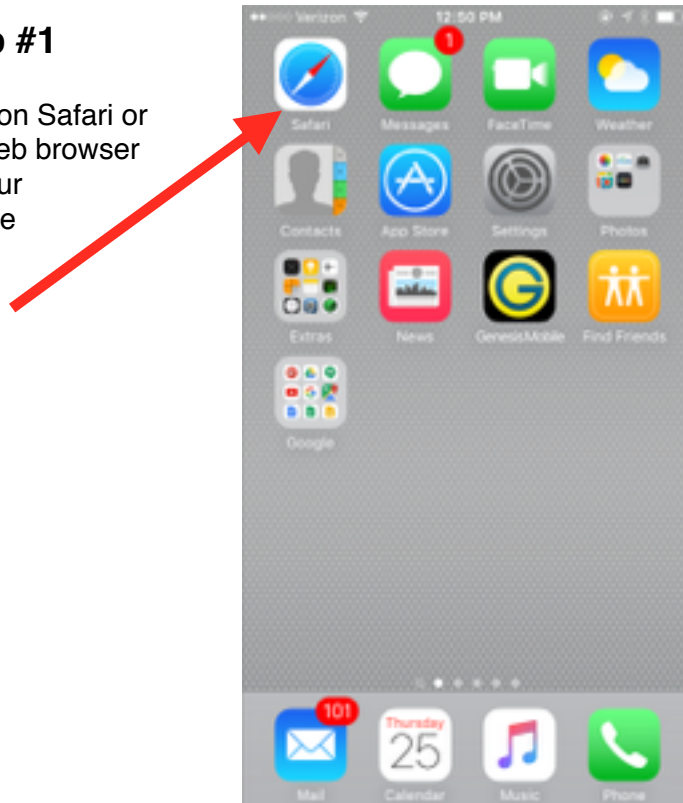 #1
on Safari or
eb browser
ur
e
Verizon 12:50 PM
1
Safari Messages FaceTime Weather
Contacts App Store Settings Photos
G
Extras News GenesisMobile Find Friends
Google
101
Thursday
25
Mail Calendar Music Phone